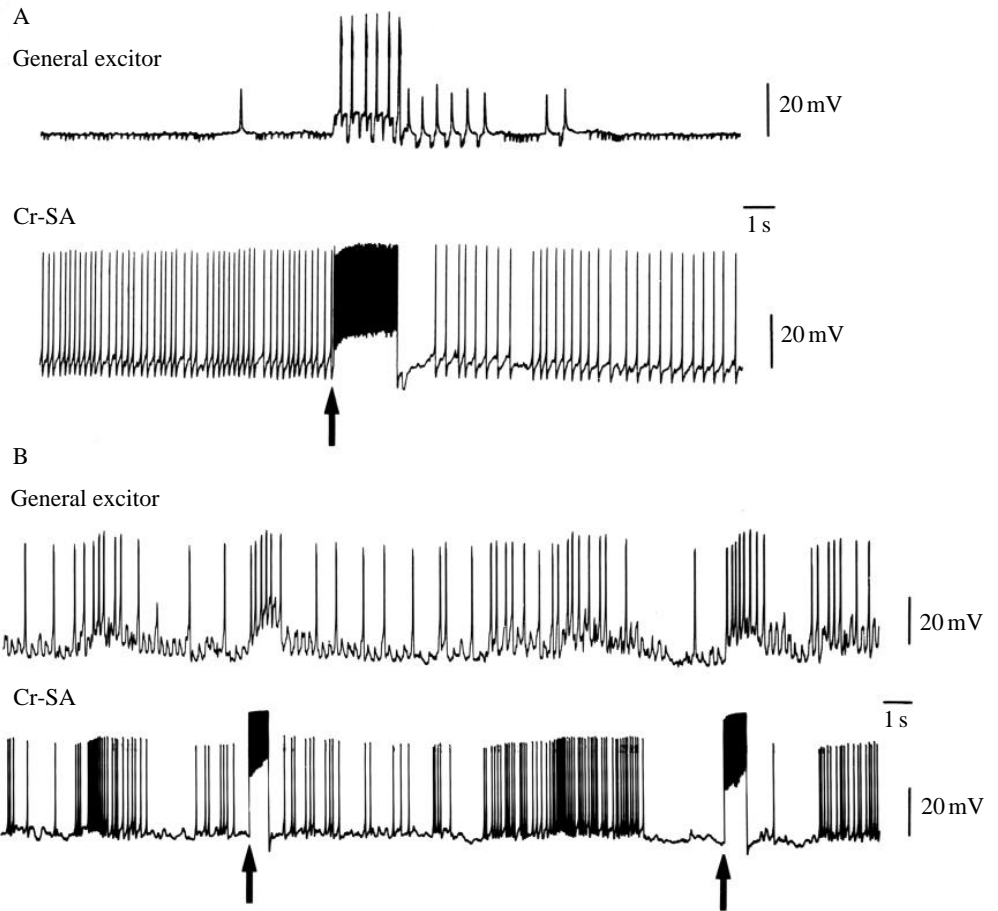 A
General excitor
20 mV
Cr-SA
1 s
20 mV
B
General excitor
20 mV
Cr-SA
1 s
20 mV